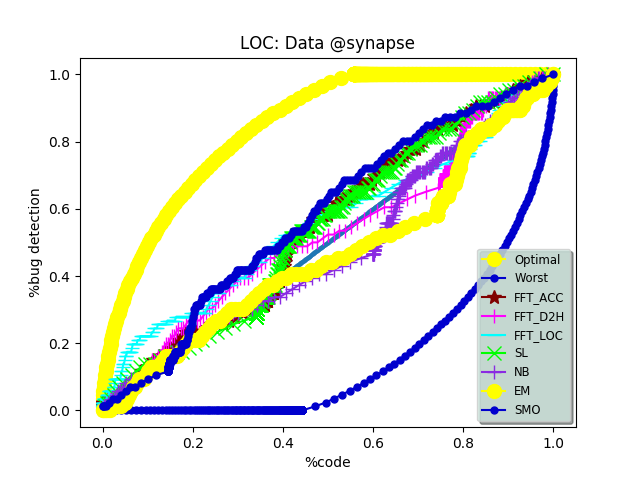 LOC: Data @synapse
%bug detection
1.0
0.8
0.6
0.4
0.2
0.0
0.0 0.2 0.4 0.6 0.8 1.0
%code
Optimal
Worst
FFT_ACC
FFT_D2H
FFT_LOC
SL
NB
EM
SMO